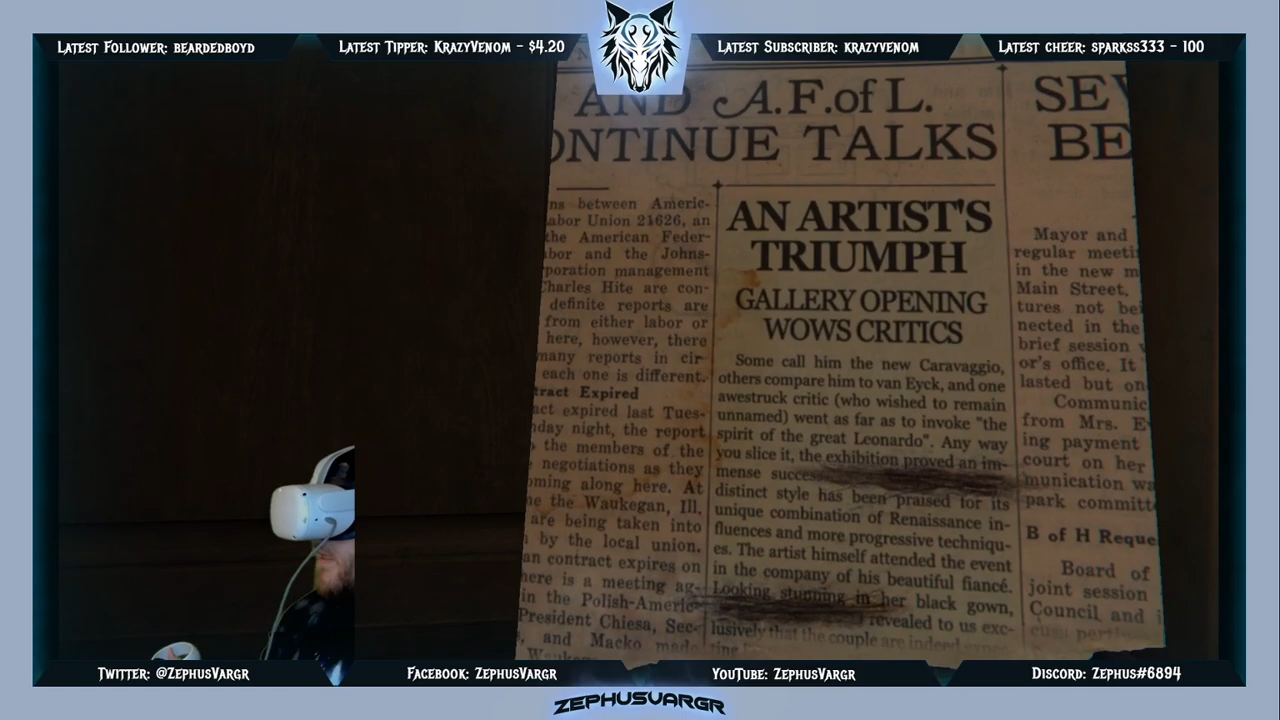 LATEST FOLLOWER: BEARDEDBOYD
LATEST TIPPER: KRAZYVENOM - $4.20
LATEST SUBSCRIBER: KRAZYVENOM
LATEST CHEER: SPARKSS333 - 100
AND A.F.of L.
ONTINUE TALKS
SEV
BE
ns between Americ-
abor Union 21626, an
the American Feder-
bor and the Johns-
poration management
Charles Hite are con-
definite reports are
from either labor or
here, however, there
many reports in cir-
each one is different.
tract Expired
act expired last Tues-
day night, the report
the members of the
negotiations as they
oming along here. At
e the Waukegan, Ill.
are being taken into
by the local union.
an contract expires on
here is a meeting ag-
in the Polish-Americ-
President Chiesa, Sec-
and Macko made
AN ARTIST'S
TRIUMPH
GALLERY OPENING
WOWS CRITICS
Some call him the new Caravaggio,
others compare him to van Eyck, and one
awestruck critic (who wished to remain
unnamed) went as far as to invoke "the
spirit of the great Leonardo". Any way
you slice it, the exhibition proved an im-
mense succes
distinct style has been praised for its
unique combination of Renaissance in-
fluences and more progressive techniqu-
es. The artist himself attended the event
in the company of his beautiful fiancé.
Looking stunning in her black gown,
revealed to us exc-
lusively that the couple are indeed expec-
ting
Mayor and
regular meeti
in the new m
Main Street.
tures not bei
nected in the
brief session
or's office. It
lasted but on
Communic
from Mrs. E
ing payment
court on her
munication wa
park committ
B of H Reque
Board of
joint session
Council and
TWITTER: @ZEPHUSVARGR
FACEBOOK: ZEPHUSVARGR
YOUTUBE: ZEPHUSVARGR
DISCORD: ZEPHUS#6894
ZEPHUSVARGR